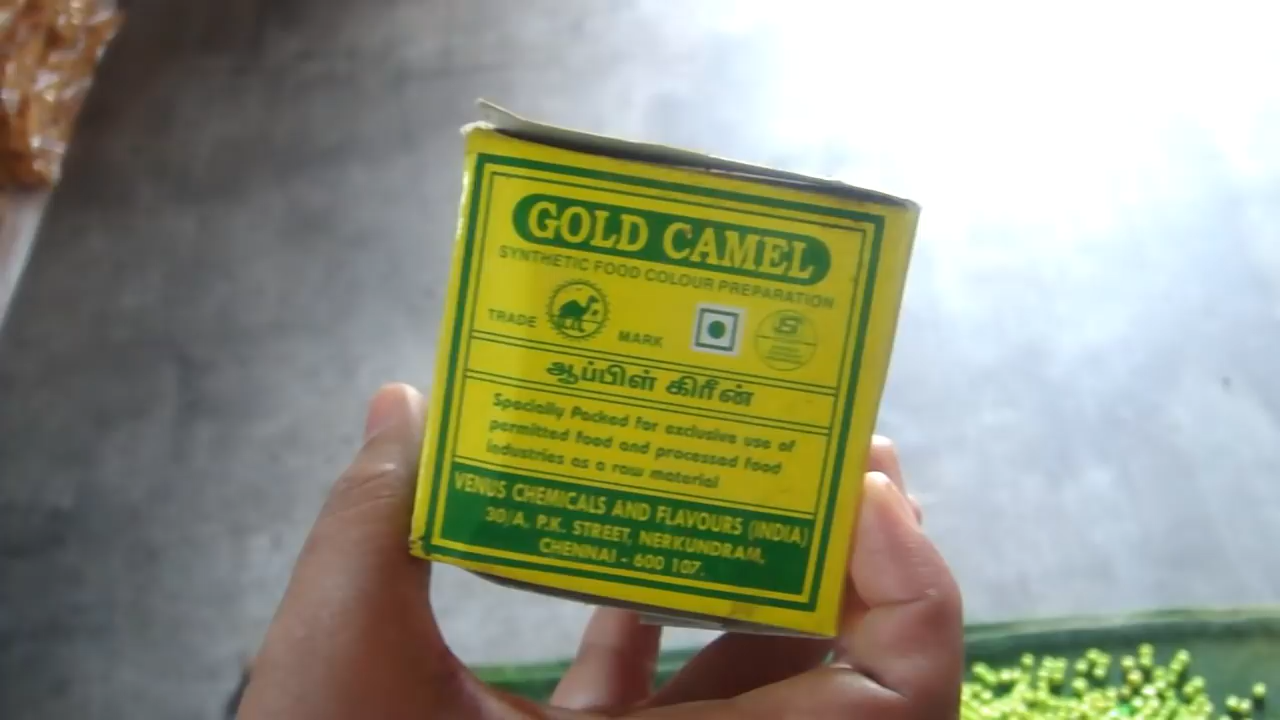 GOLD CAMEL
SYNTHETIC FOOD COLOUR PREPARATION
TRADE MARK
ஆப்பிள் கிரீன்
Specially Packed for exclusive use of
permitted food and processed food
industries as a raw material
VENUS CHEMICALS AND FLAVOURS (INDIA)
30/A, P.K. STREET, NERKUNDRAM,
CHENNAI - 600 107.